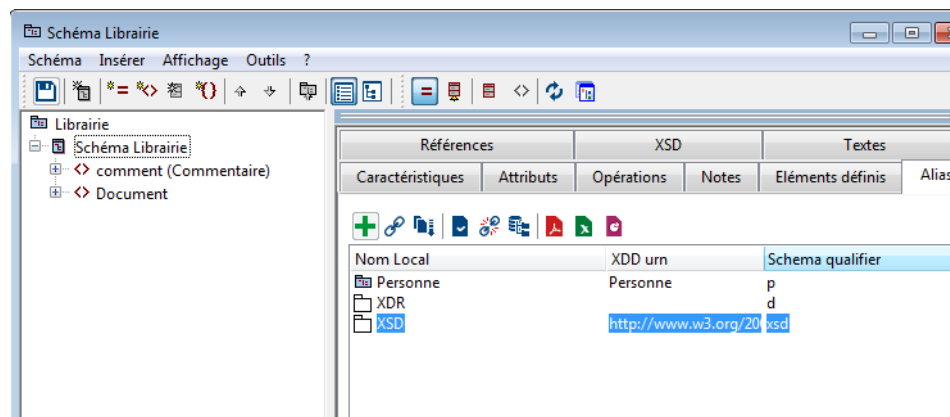 Schéma Librairie
Schéma Insérer Affichage Outils ?
Librairie
Schéma Librairie
comment (Commentaire)
Document
Références XSD Textes
Caractéristiques Attributs Opérations Notes Eléments définis Alias
Nom Local XDD urn Schema qualifier
Personne Personne p
XDR d
XSD http://www.w3.org/20 xsd